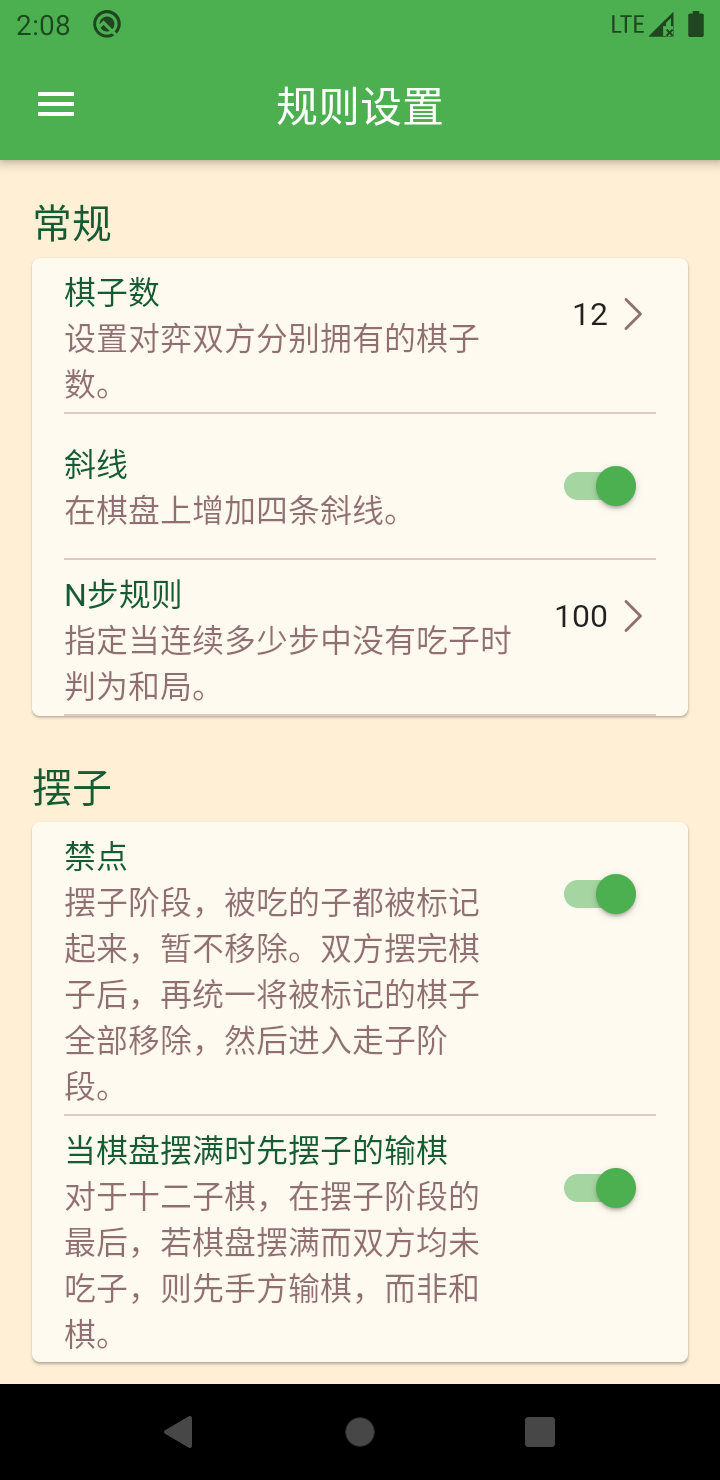 2:08
LTE
规则设置
常规
棋子数
12
设置对弈双方分别拥有的棋子
数。
斜线
在棋盘上增加四条斜线。
N步规则
100
指定当连续多少步中没有吃子时
判为和局。
摆子
禁点
摆子阶段，被吃的子都被标记
起来，暂不移除。双方摆完棋
子后，再统一将被标记的棋子
全部移除，然后进入走子阶
段。
当棋盘摆满时先摆子的输棋
对于十二子棋，在摆子阶段的
最后，若棋盘摆满而双方均未
吃子，则先手方输棋，而非和
棋。